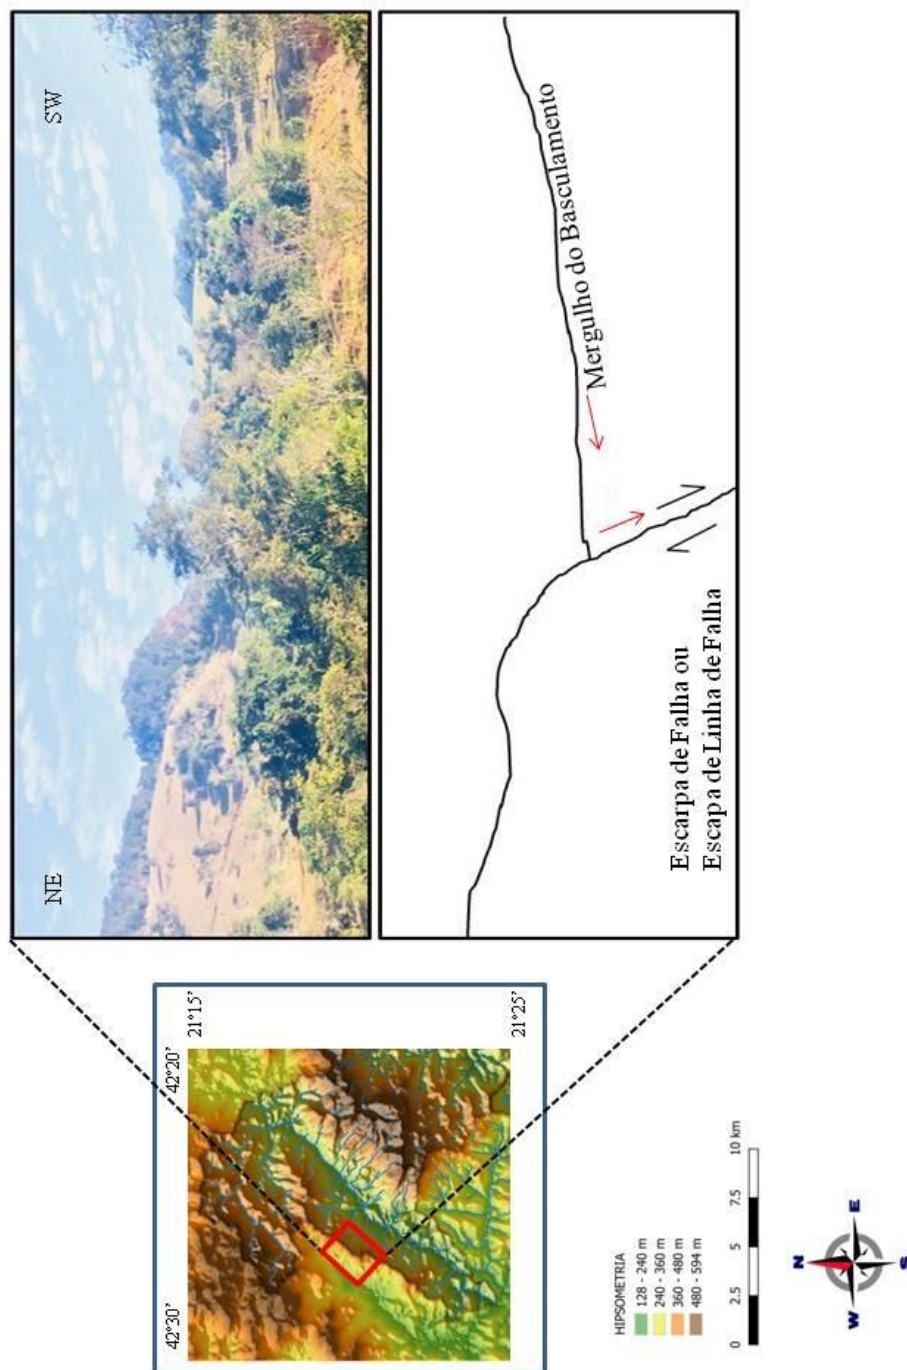 NE
SW
Mergulho do Basculamento
Escarpa de Falha ou
Escapa de Linha de Falha
42°30’
42°20’
21°15’
21°25’
HIPSOMETRIA
128 - 240 m
240 - 360 m
360 - 480 m
480 - 594 m
0
2.5
5
7.5
10 km
N
W
E
S